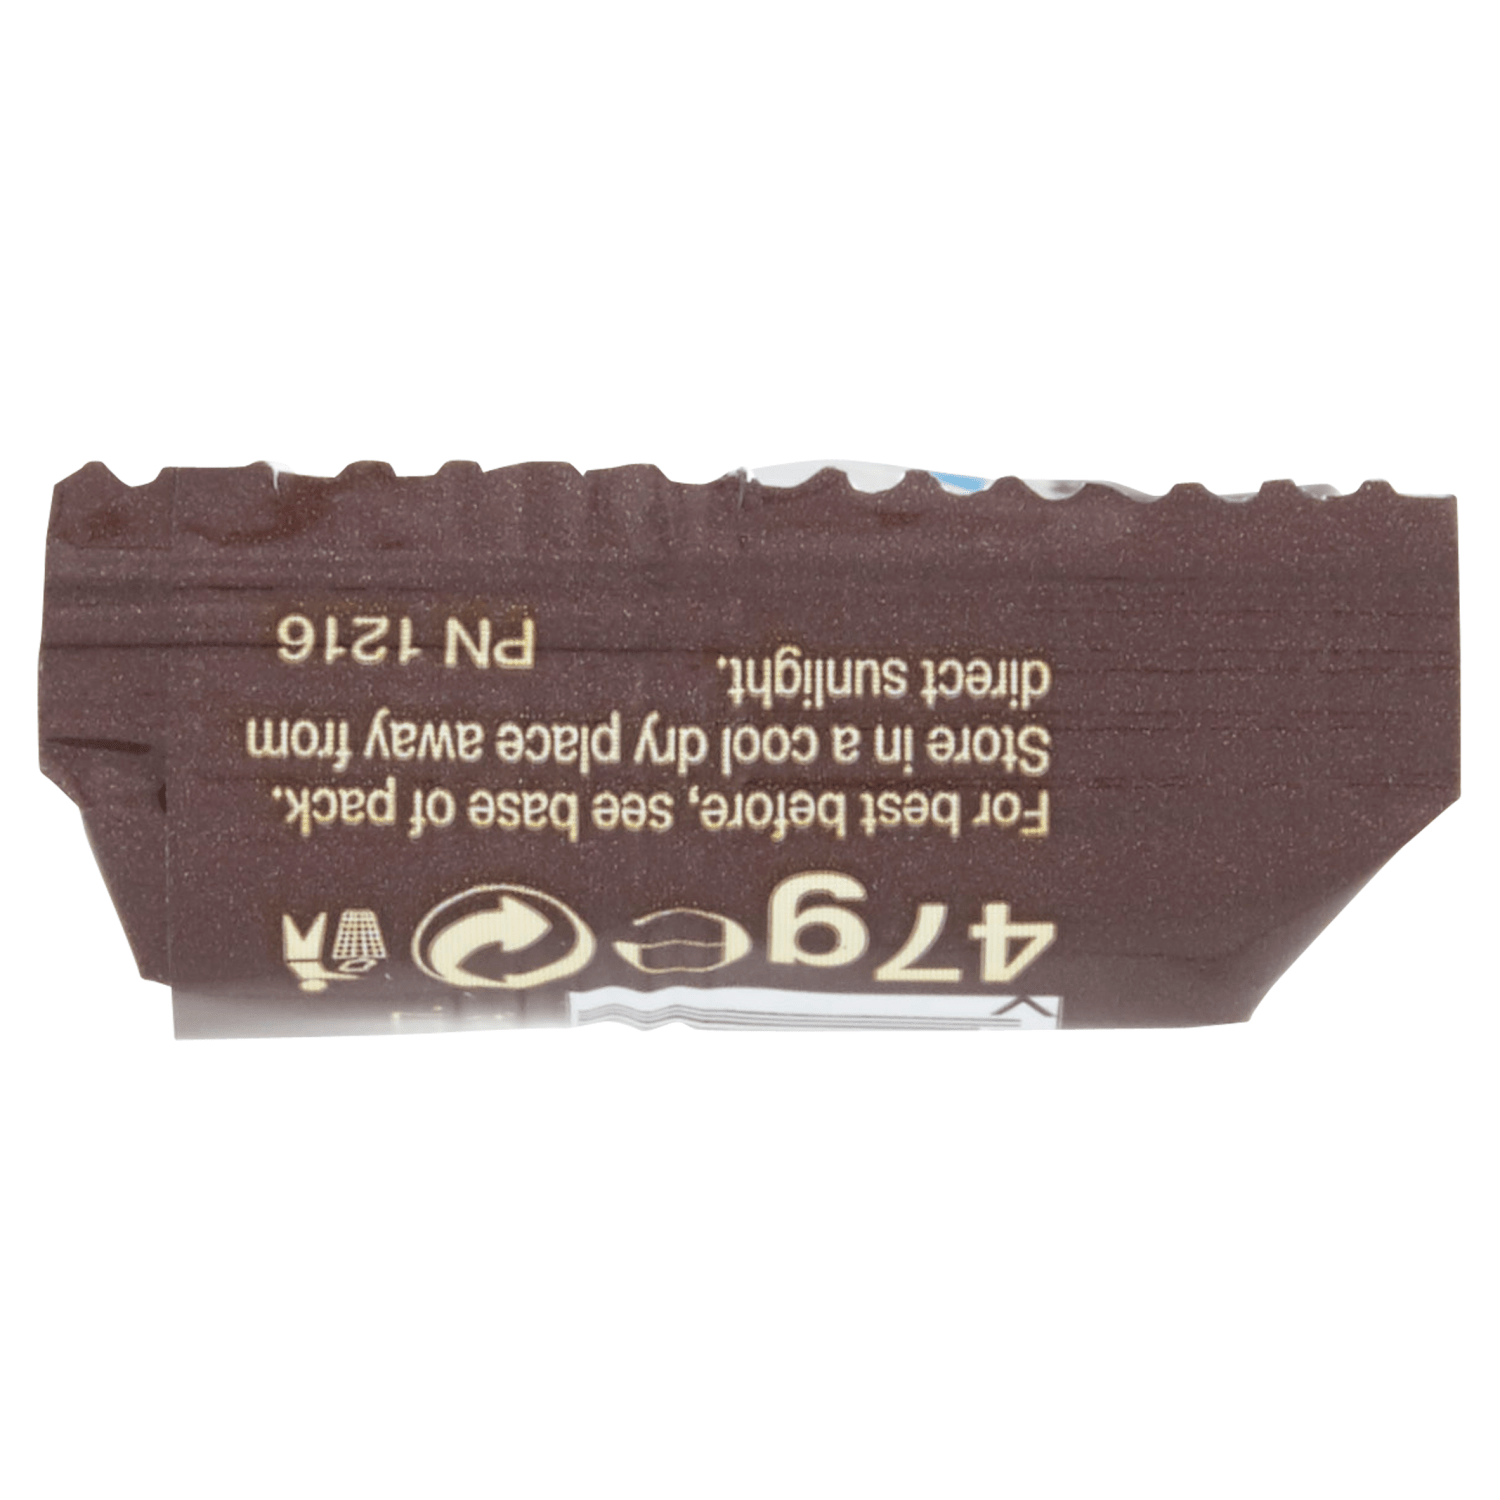 47g℮
For best before, see base of pack.
Store in a cool dry place away from
direct sunlight.
PN 1216